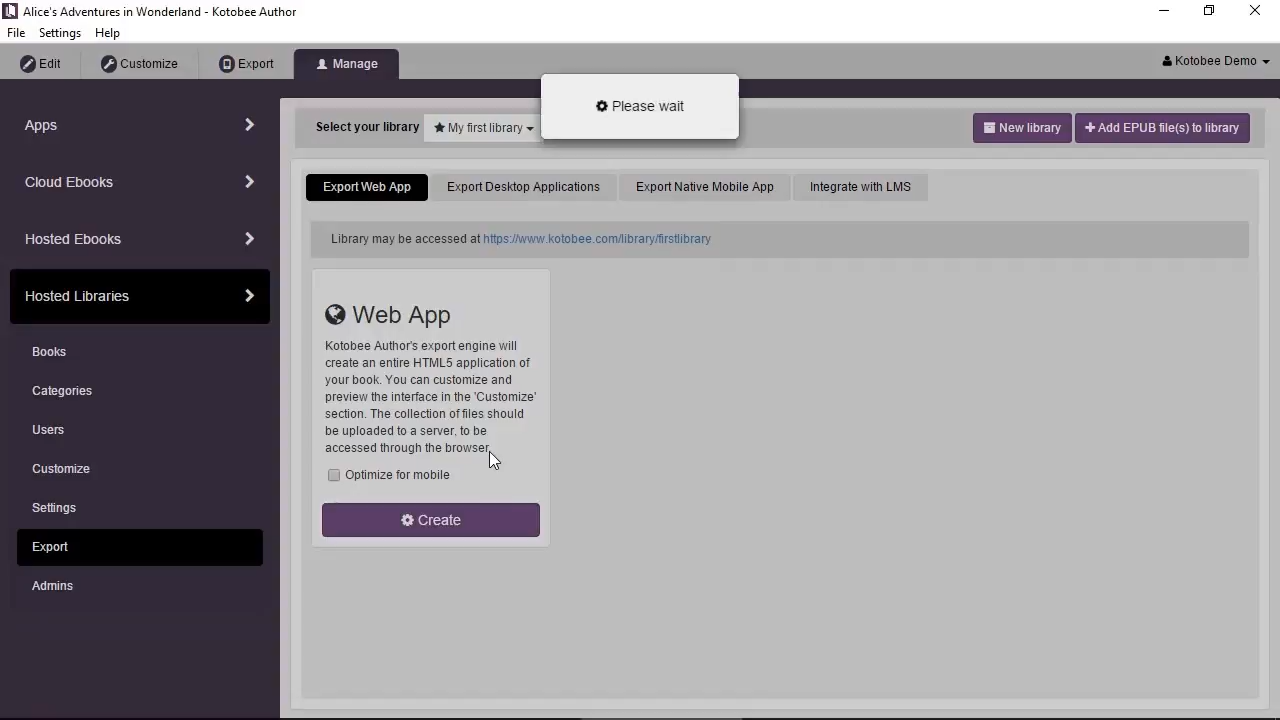 Alice's Adventures in Wonderland - Kotobee Author
File Settings Help
Edit Customize Export Manage Kotobee Demo
Please wait
Apps
Cloud Ebooks
Hosted Ebooks
Hosted Libraries
Books
Categories
Users
Customize
Settings
Export
Admins
Select your library My first library New library Add EPUB file(s) to library
Export Web App Export Desktop Applications Export Native Mobile App Integrate with LMS
Library may be accessed at https://www.kotobee.com/library/firstlibrary
Web App
Kotobee Author's export engine will
create an entire HTML5 application of
your book. You can customize and
preview the interface in the 'Customize'
section. The collection of files should
be uploaded to a server, to be
accessed through the browser.
Optimize for mobile
Create